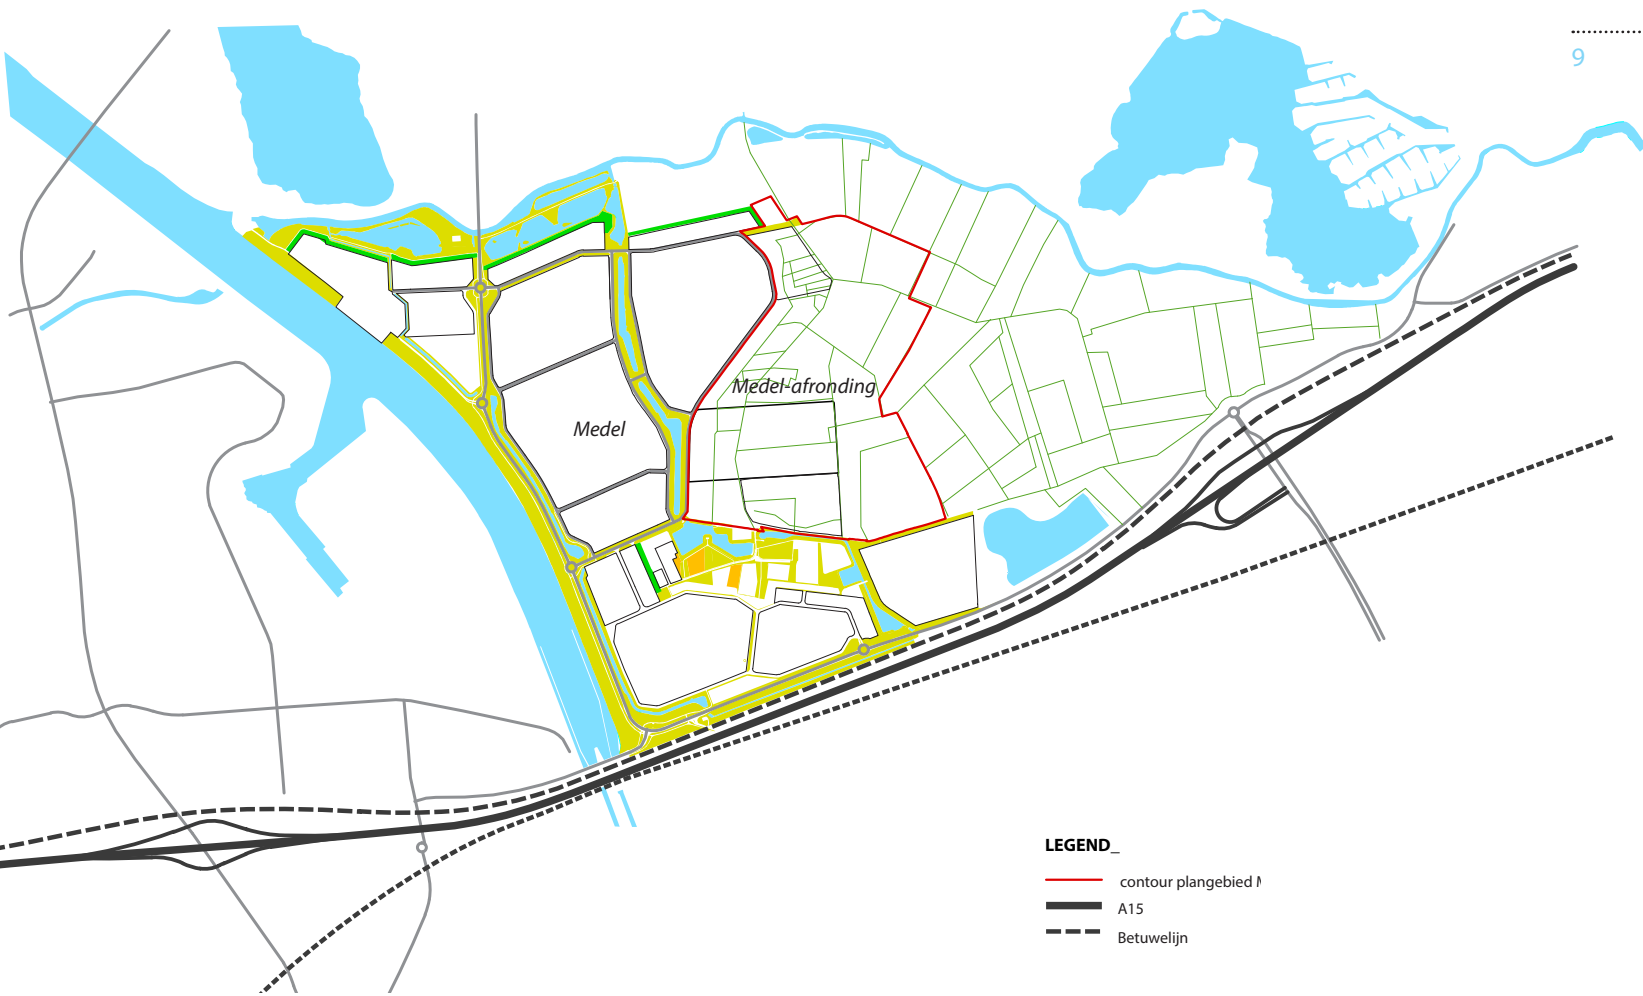 9
Medel-afronding
Medel
LEGEND_
contour plangebied
A15
Betuwelijn